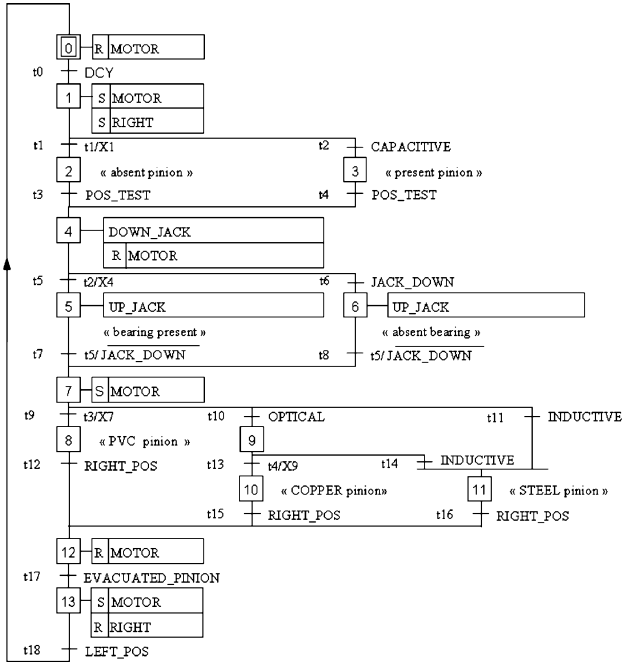 0 R MOTOR
t0 DCY
1 S MOTOR
S RIGHT
t1 t1/X1 t2 CAPACITIVE
2 « absent pinion » 3 « present pinion »
t3 POS_TEST t4 POS_TEST
4 DOWN_JACK
R MOTOR
t5 t2/X4 t6 JACK_DOWN
5 UP_JACK 6 UP_JACK
« bearing present » « absent bearing »
t7 t5/JACK_DOWN t8 t5/JACK_DOWN
7 S MOTOR
t9 t3/X7 t10 OPTICAL t11 INDUCTIVE
8 « PVC pinion » 9
t12 RIGHT_POS t13 t4/X9 t14 INDUCTIVE
10 « COPPER pinion» 11 « STEEL pinion»
t15 RIGHT_POS t16 RIGHT_POS
12 R MOTOR
t17 EVACUATED_PINION
13 S MOTOR
R RIGHT
t18 LEFT_POS